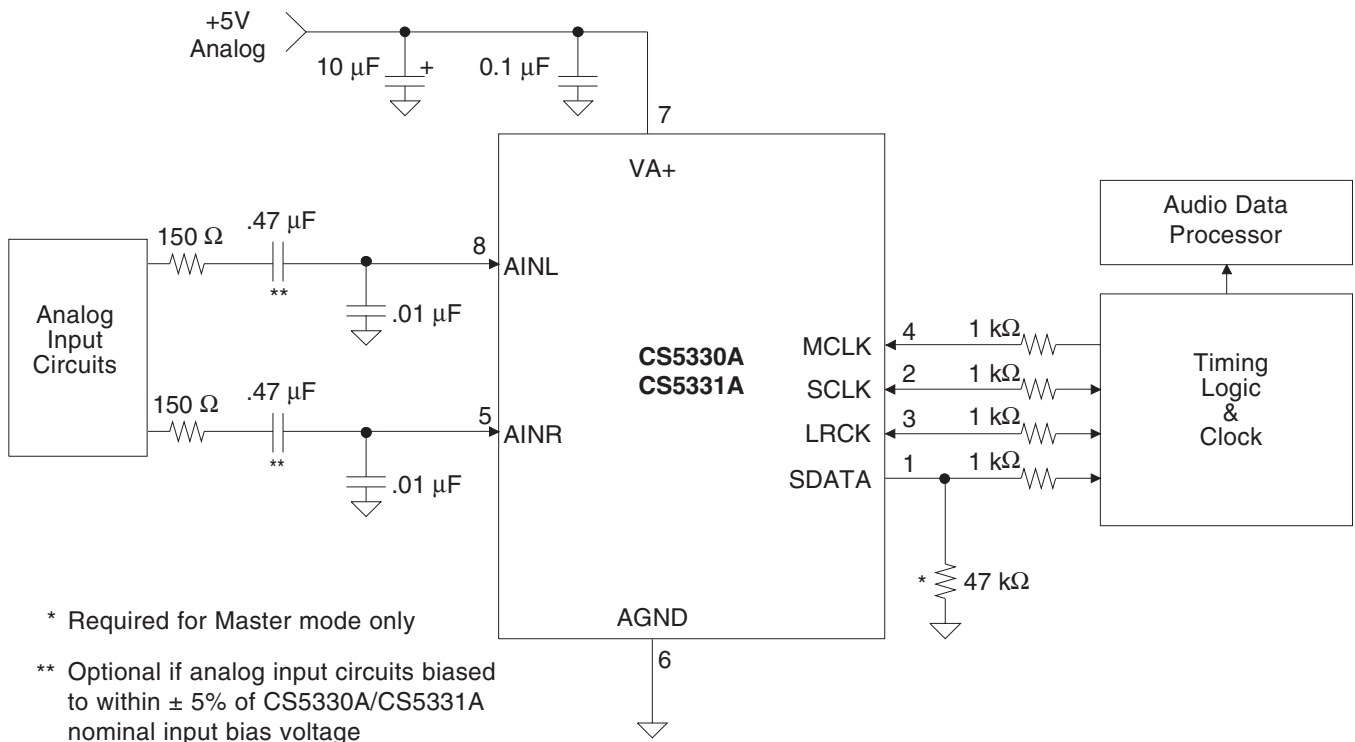 +5V
Analog
10 µF
+
0.1 µF
7
VA+
150 Ω
.47 µF
**
8
AINL
.01 µF
Analog
Input
Circuits
150 Ω
.47 µF
**
5
AINR
.01 µF
CS5330A
CS5331A
Audio Data
Processor
MCLK
4
1 kΩ
SCLK
2
1 kΩ
LRCK
3
1 kΩ
SDATA
1
1 kΩ
Timing
Logic
&
Clock
* 47 kΩ
AGND
6
* Required for Master mode only
** Optional if analog input circuits biased
to within ± 5% of CS5330A/CS5331A
nominal input bias voltage